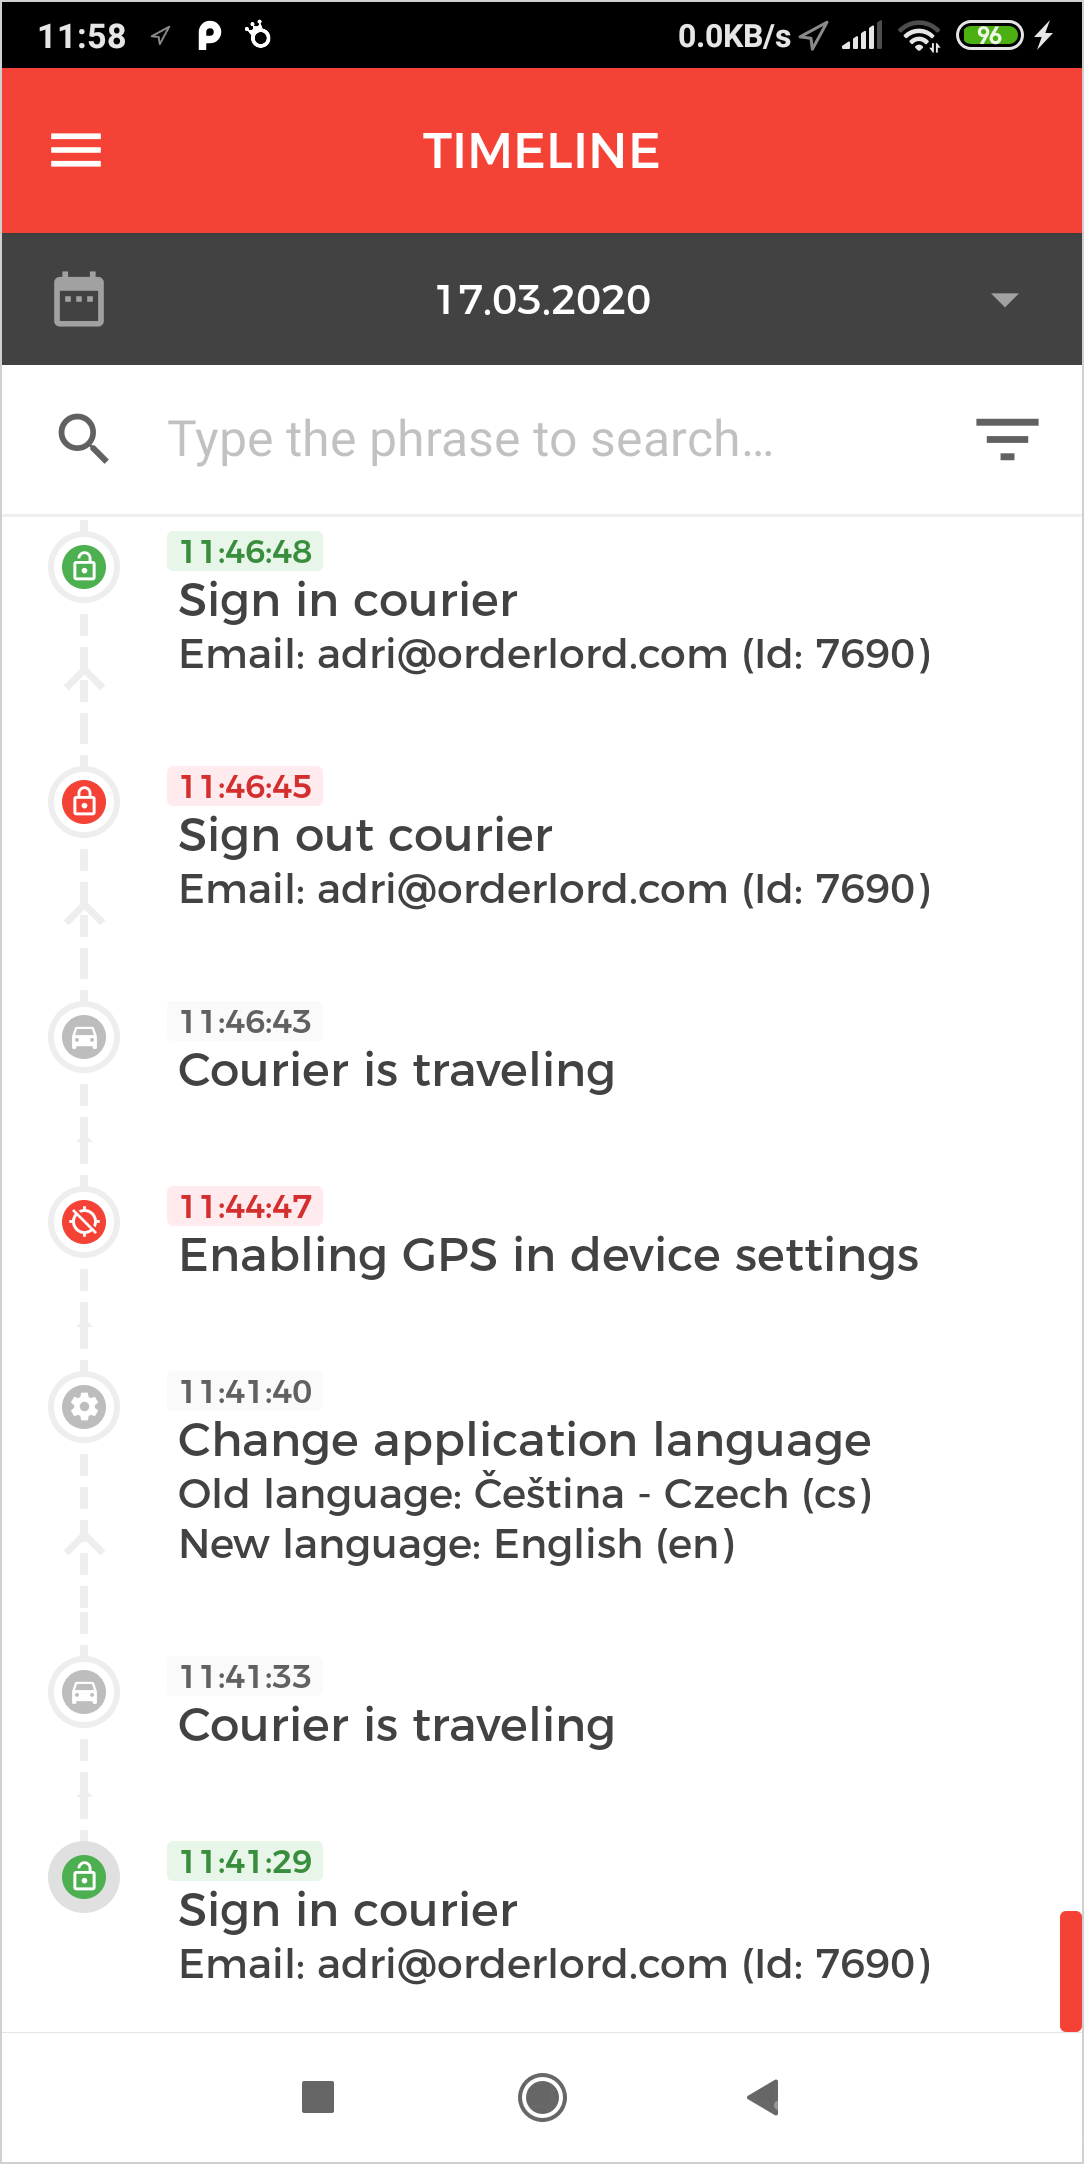 11:58
0.0KB/s
96
TIMELINE
17.03.2020
Type the phrase to search...
11:46:48
Sign in courier
Email: adri@orderlord.com (Id: 7690)
11:46:45
Sign out courier
Email: adri@orderlord.com (Id: 7690)
11:46:43
Courier is traveling
11:44:47
Enabling GPS in device settings
11:41:40
Change application language
Old language: Čeština - Czech (cs)
New language: English (en)
11:41:33
Courier is traveling
11:41:29
Sign in courier
Email: adri@orderlord.com (Id: 7690)